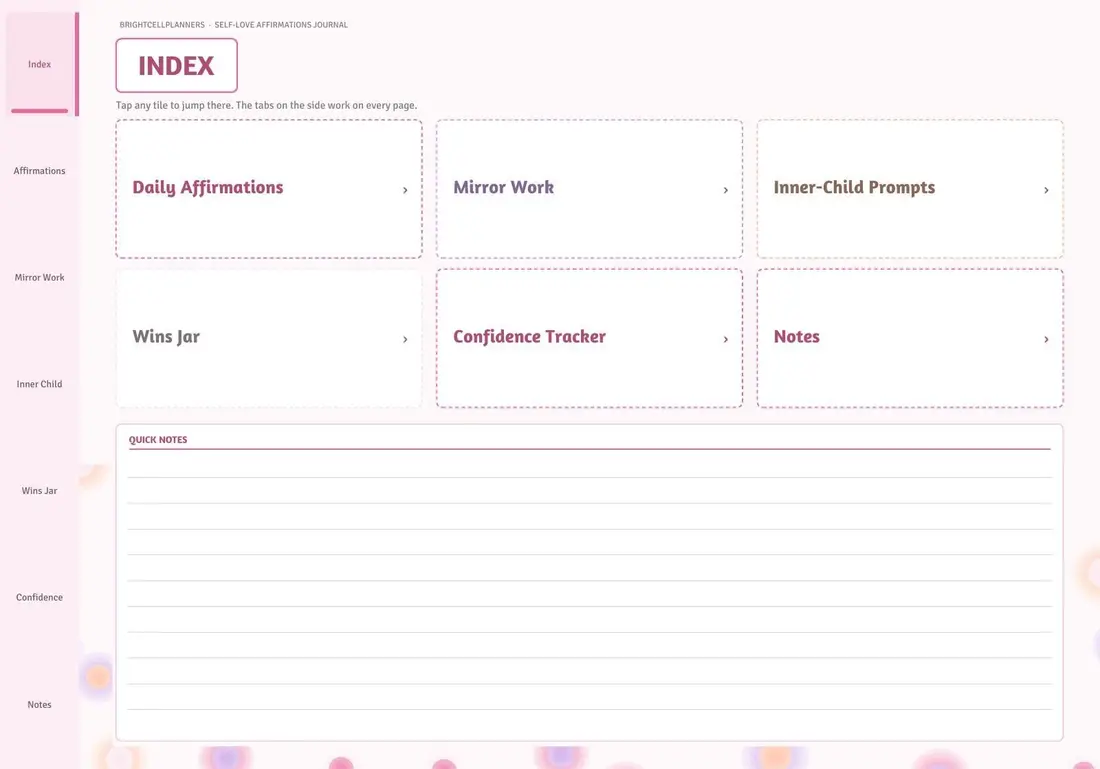 BRIGHTCELLPLANNERS · SELF-LOVE AFFIRMATIONS JOURNAL
INDEX
Tap any tile to jump there. The tabs on the side work on every page.
Index
Affirmations
Mirror Work
Inner Child
Wins Jar
Confidence
Notes
Daily Affirmations ›
Mirror Work ›
Inner-Child Prompts ›
Wins Jar ›
Confidence Tracker ›
Notes ›
QUICK NOTES